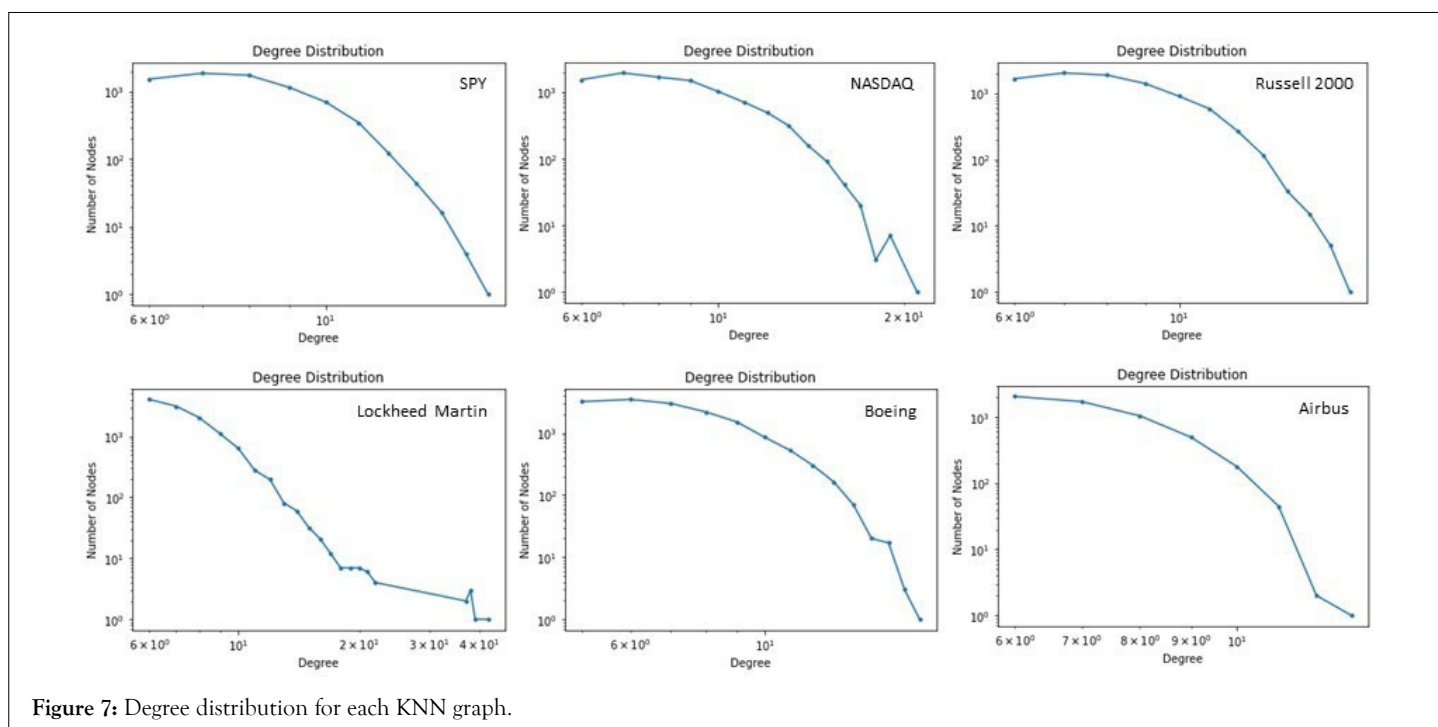 Degree Distribution
SPY
Number of Nodes
10³
10²
10¹
10⁰
6 × 10⁰
10¹
Degree
Degree Distribution
NASDAQ
Number of Nodes
10³
10²
10¹
10⁰
6 × 10⁰
10¹
2 × 10¹
Degree
Degree Distribution
Russell 2000
Number of Nodes
10³
10²
10¹
10⁰
6 × 10⁰
10¹
Degree
Degree Distribution
Lockheed Martin
Number of Nodes
10³
10²
10¹
10⁰
6 × 10⁰
10¹
2 × 10¹
3 × 10¹
4 × 10¹
Degree
Degree Distribution
Boeing
Number of Nodes
10³
10²
10¹
10⁰
6 × 10⁰
10¹
Degree
Degree Distribution
Airbus
Number of Nodes
10³
10²
10¹
10⁰
6 × 10⁰
7 × 10⁰
8 × 10⁰
9 × 10⁰
10¹
Degree
Figure 7: Degree distribution for each KNN graph.